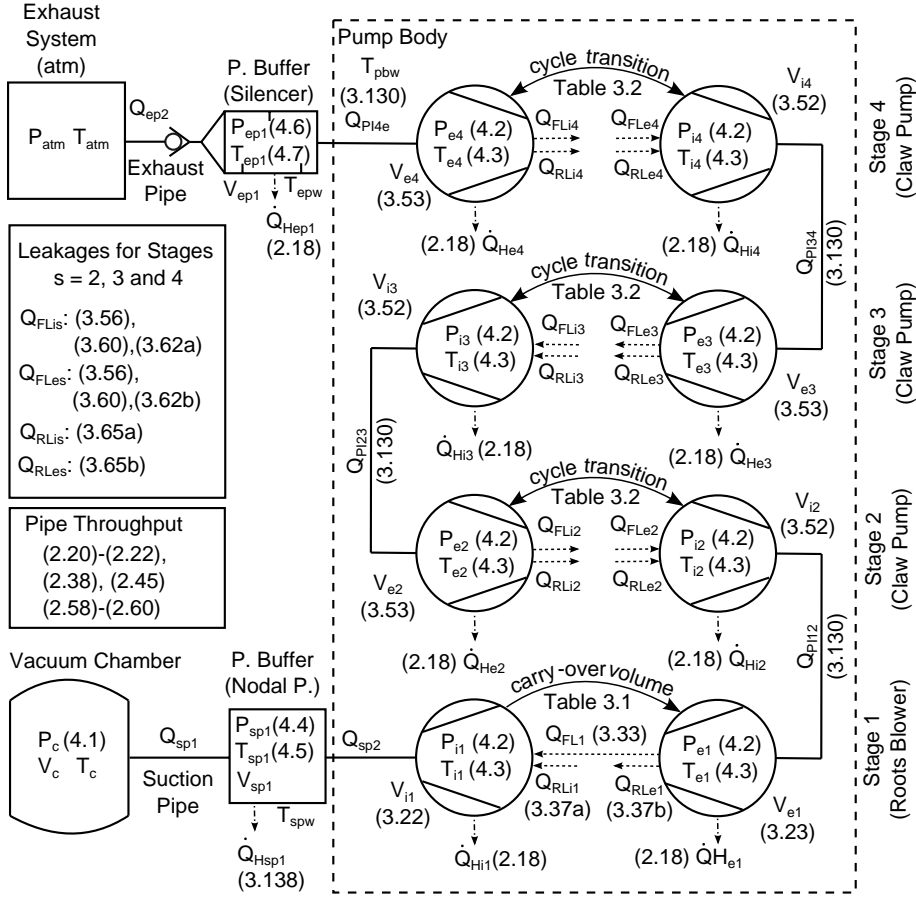 Exhaust
System
(atm)
P_atm T_atm
Q_ep2
Exhaust
Pipe
P. Buffer
(Silencer)
P_ep1 (4.6)
T_ep1 (4.7)
V_ep1
T_epw
Q̇_Hep1
(2.18)
Pump Body
T_pbw
(3.130)
Q_PI4e
cycle transition
Table 3.2
P_e4 (4.2)
T_e4 (4.3)
V_e4
(3.53)
Q_FLi4
Q_RLi4
Q_FLe4
Q_RLe4
P_i4 (4.2)
T_i4 (4.3)
V_i4
(3.52)
(2.18) Q̇_He4
(2.18) Q̇_Hi4
Q_PI34
(3.130)
Stage 4
(Claw Pump)
Leakages for Stages
s = 2, 3 and 4
Q_FLis: (3.56),
(3.60),(3.62a)
Q_FLes: (3.56),
(3.60),(3.62b)
Q_RLis: (3.65a)
Q_RLes: (3.65b)
cycle transition
Table 3.2
V_i3
(3.52)
P_i3 (4.2)
T_i3 (4.3)
Q_FLi3
Q_RLi3
Q_FLe3
Q_RLe3
P_e3 (4.2)
T_e3 (4.3)
V_e3
(3.53)
Q̇_Hi3 (2.18)
(2.18) Q̇_He3
Q_PI23
(3.130)
Stage 3
(Claw Pump)
Pipe Throughput
(2.20)-(2.22),
(2.38), (2.45)
(2.58)-(2.60)
cycle transition
Table 3.2
P_e2 (4.2)
T_e2 (4.3)
V_e2
(3.53)
Q_FLi2
Q_RLi2
Q_FLe2
Q_RLe2
P_i2 (4.2)
T_i2 (4.3)
V_i2
(3.52)
(2.18) Q̇_He2
(2.18) Q̇_Hi2
Q_PI12
(3.130)
Stage 2
(Claw Pump)
Vacuum Chamber
P_c (4.1)
V_c T_c
Q_sp1
Suction
Pipe
P. Buffer
(Nodal P.)
P_sp1 (4.4)
T_sp1 (4.5)
V_sp1
T_spw
Q̇_Hsp1
(3.138)
Q_sp2
carry-over volume
Table 3.1
P_i1 (4.2)
T_i1 (4.3)
V_i1
(3.22)
Q_FL1 (3.33)
Q_RLi1
(3.37a)
Q_RLe1
(3.37b)
P_e1 (4.2)
T_e1 (4.3)
V_e1
(3.23)
Q̇_Hi1 (2.18)
(2.18) Q̇H_e1
Stage 1
(Roots Blower)